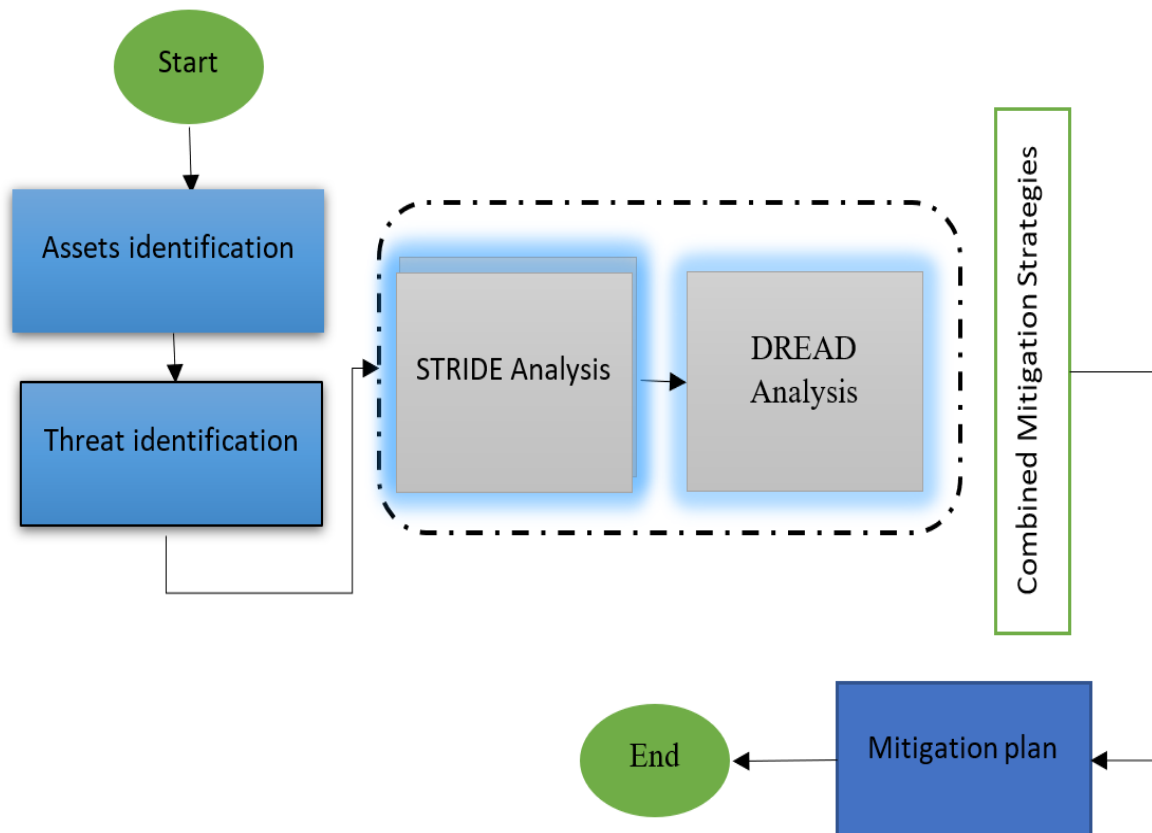 Start
Assets identification
Threat identification
STRIDE Analysis
DREAD
Analysis
Combined Mitigation Strategies
Mitigation plan
End